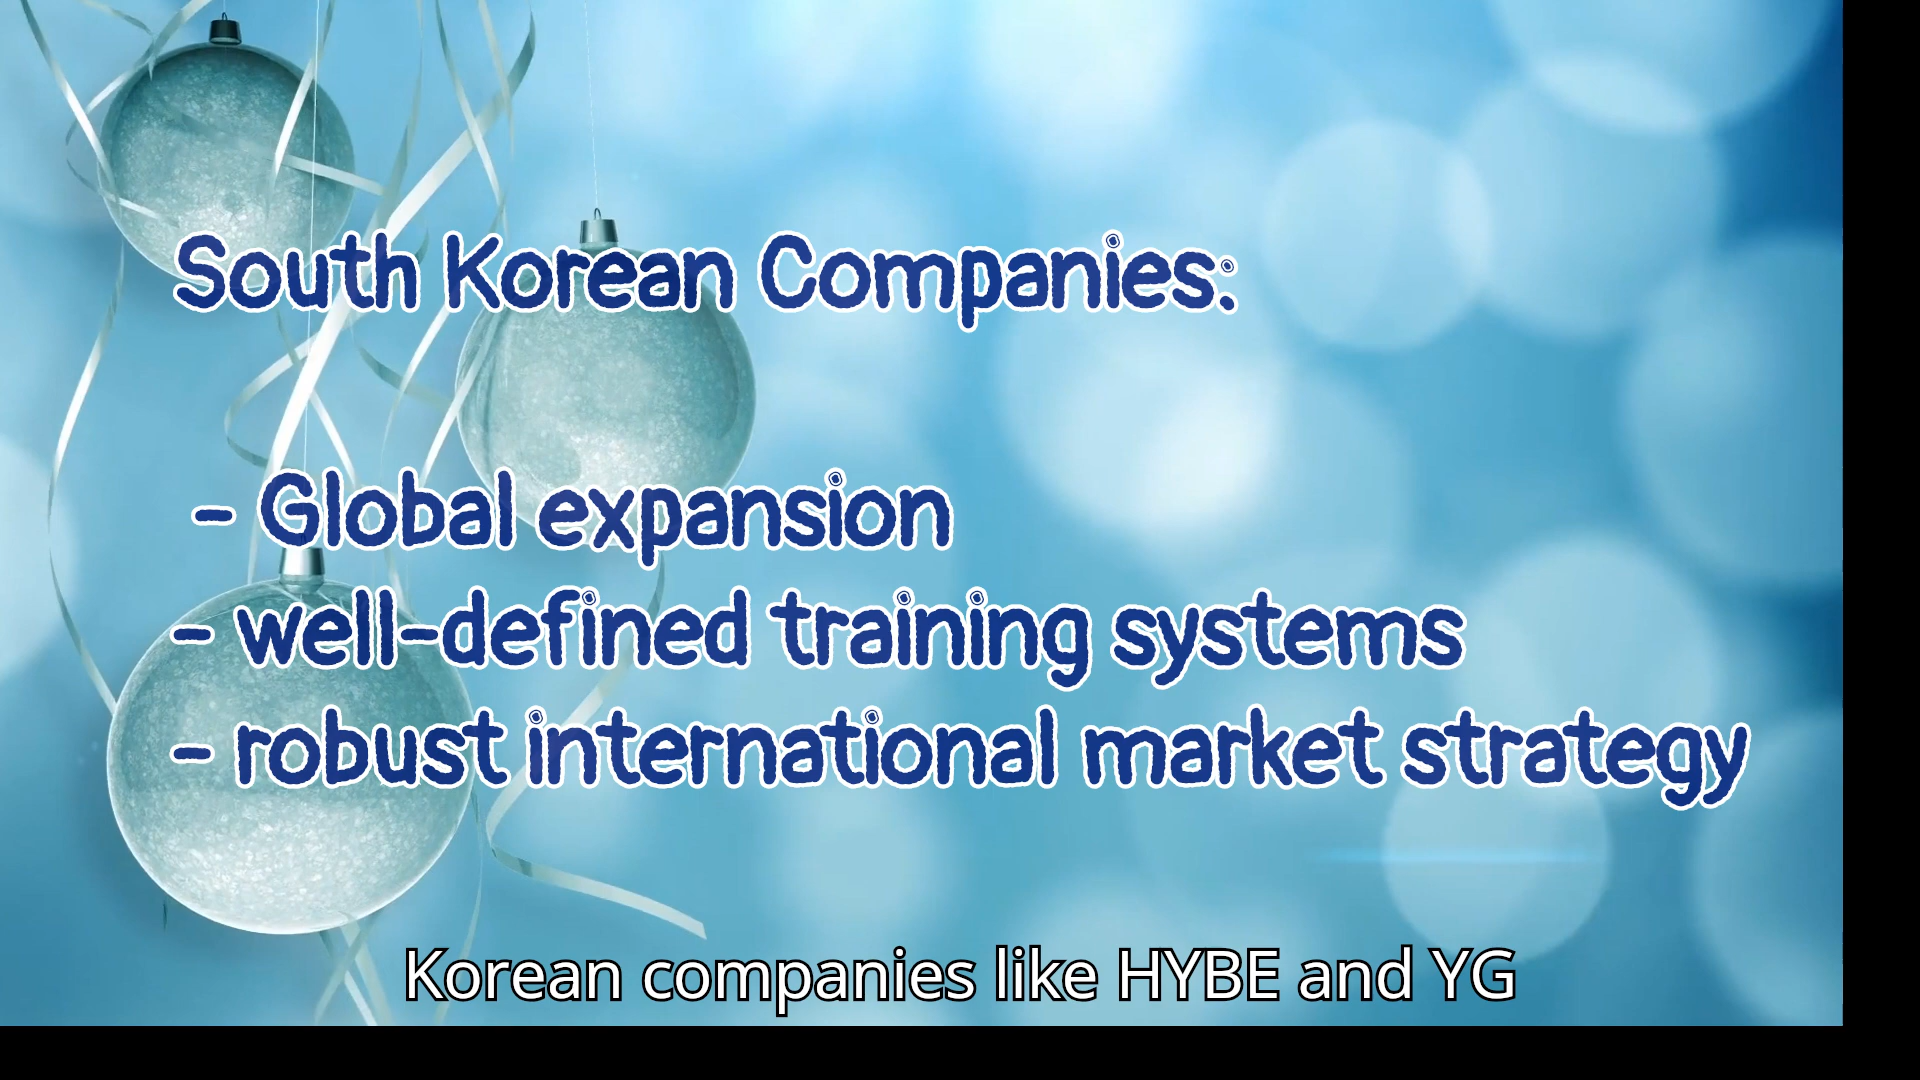 South Korean Companies:
- Global expansion
- well-defined training systems
- robust international market strategy
Korean companies like HYBE and YG